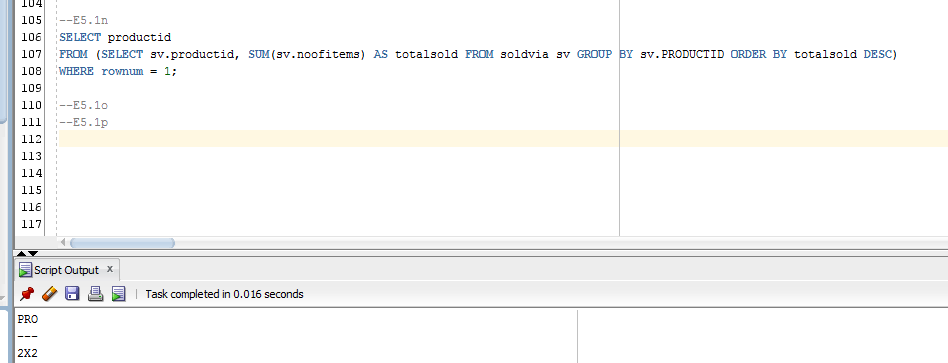 104
105 --E5.1n
106 SELECT productid
107 FROM (SELECT sv.productid, SUM(sv.noofitems) AS totalsold FROM soldvia sv GROUP BY sv.PRODUCTID ORDER BY totalsold DESC)
108 WHERE rownum = 1;
109
110 --E5.1o
111 --E5.1p
112
113
114
115
116
117
Script Output x
Task completed in 0.016 seconds
PRO
---
2X2